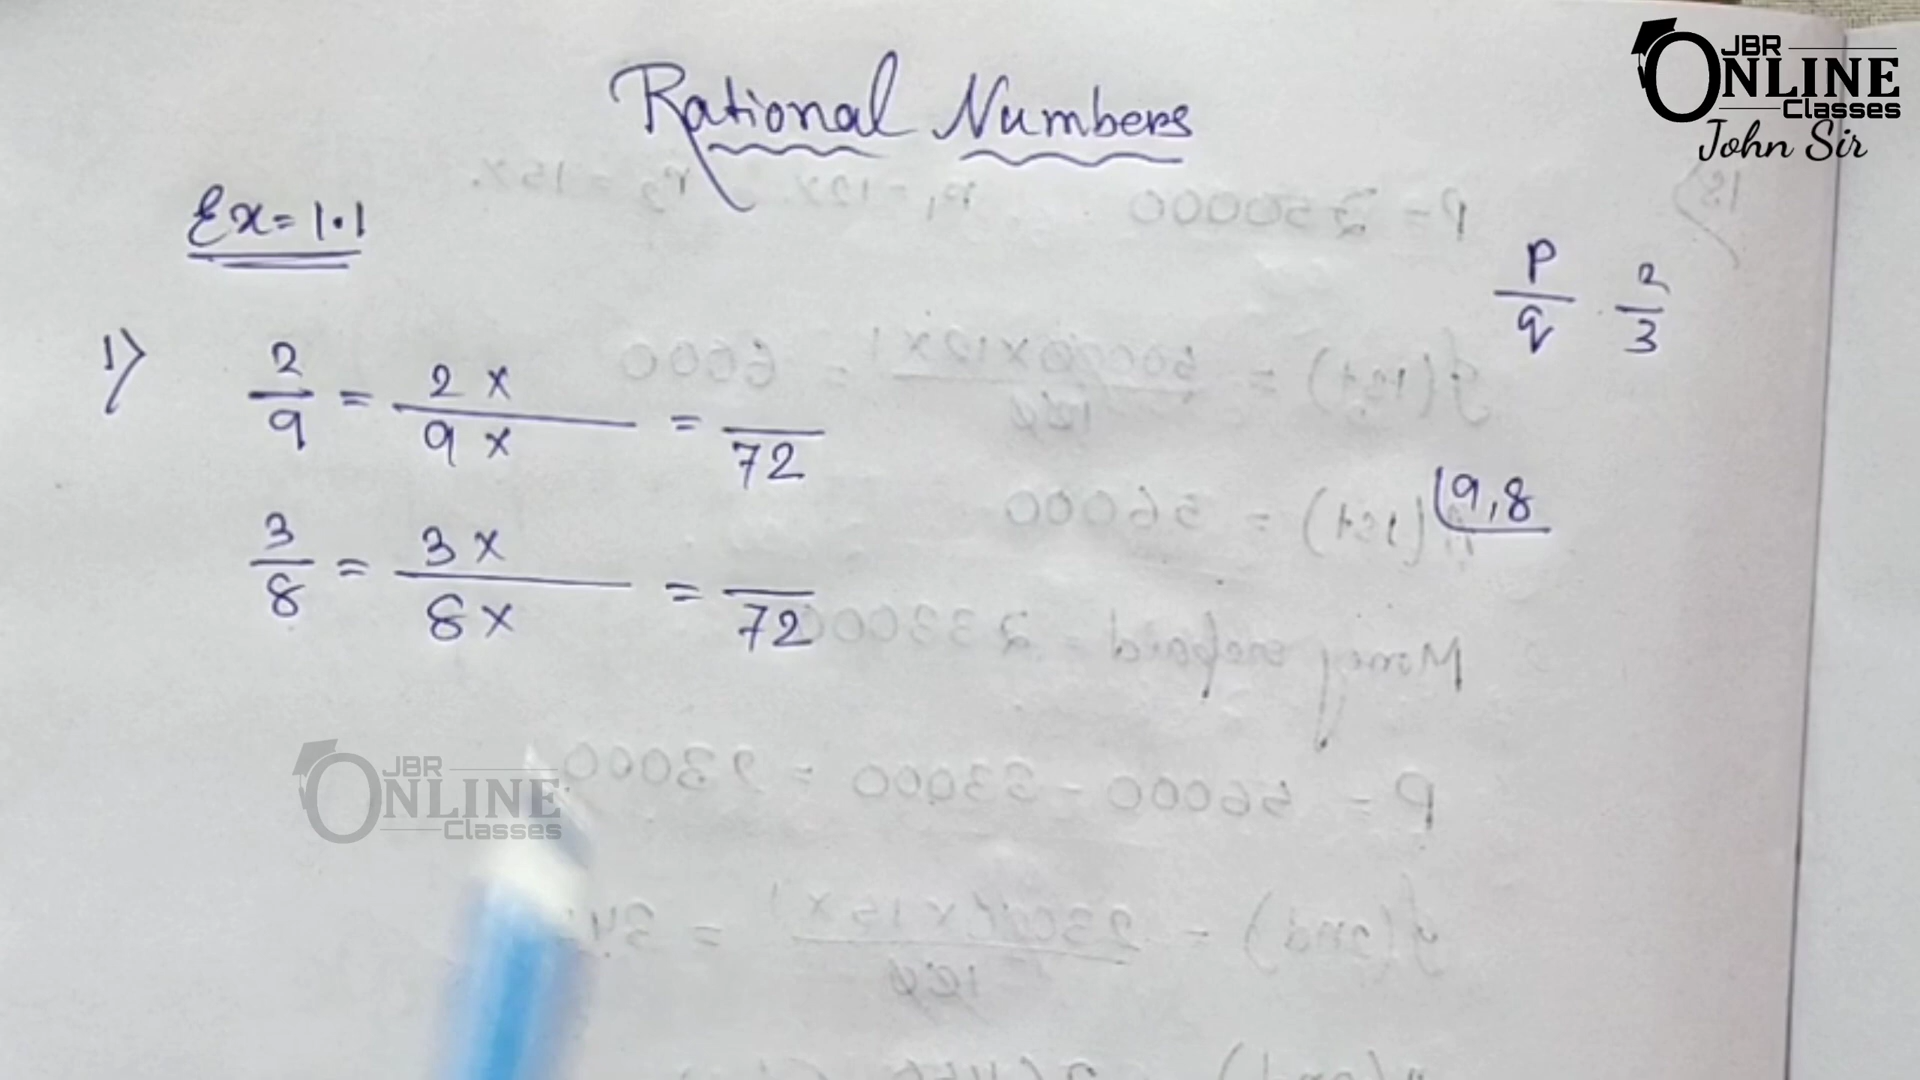 JBR
ONLINE
Classes
John Sir
Rational Numbers
Ex = 1.1
P/q 2/3
1) 2/9 = 2 x / 9 x = /72
9,8
3/8 = 3 x / 8 x = /72
JBR
ONLINE
Classes